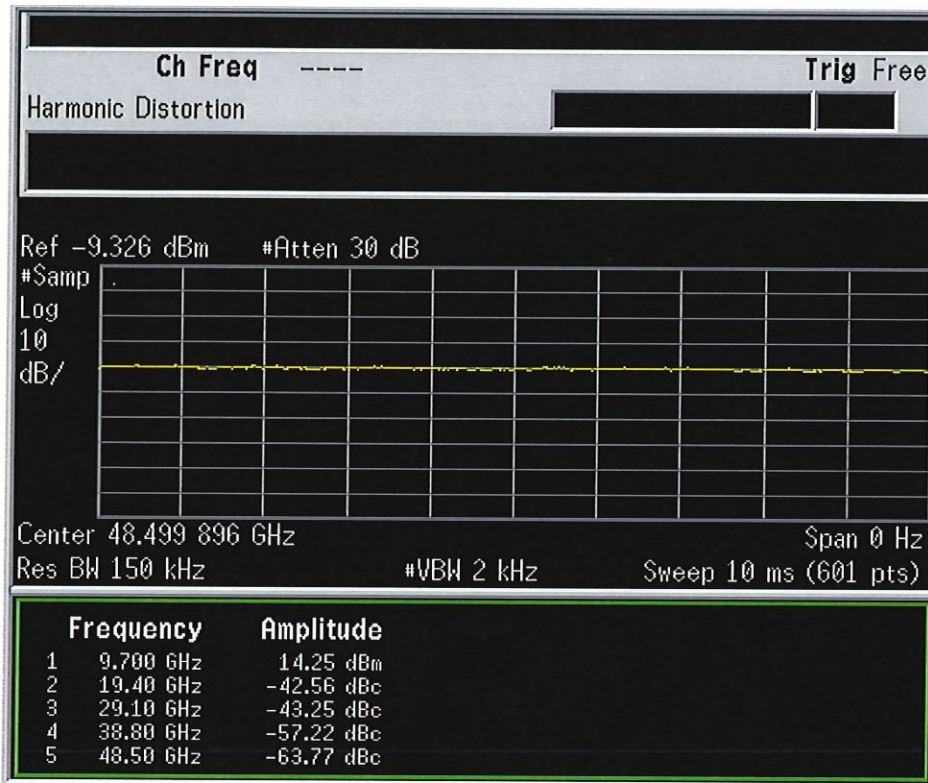 Ch Freq ---- Trig Free
Harmonic Distortion
Ref -9.326 dBm #Atten 30 dB
#Samp
Log
10
dB/
Center 48.499 896 GHz Span 0 Hz
Res BW 150 kHz #VBW 2 kHz Sweep 10 ms (601 pts)
Frequency Amplitude
1 9.700 GHz 14.25 dBm
2 19.40 GHz -42.56 dBc
3 29.10 GHz -43.25 dBc
4 38.80 GHz -57.22 dBc
5 48.50 GHz -63.77 dBc